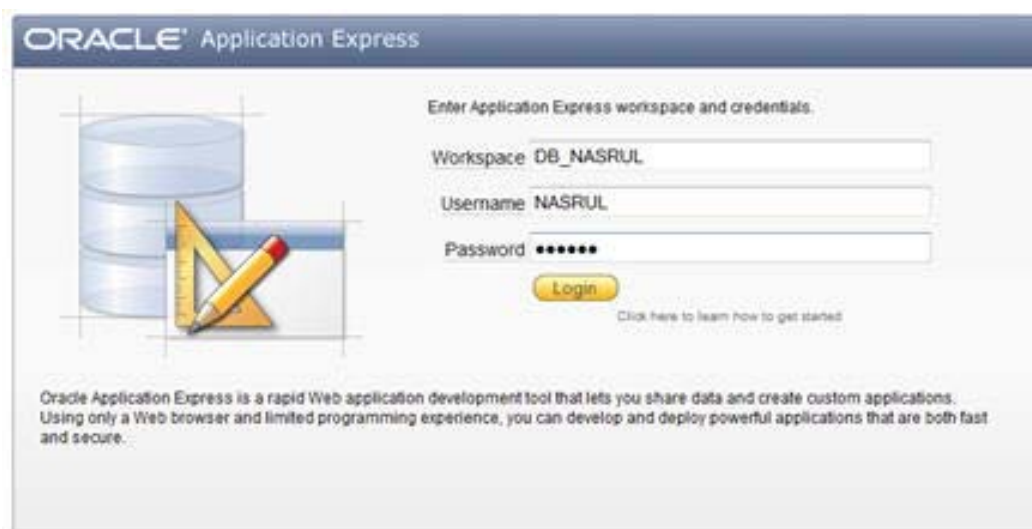 ORACLE Application Express
Enter Application Express workspace and credentials.
Workspace DB_NASRUL
Username NASRUL
Password ••••••
Login
Click here to learn how to get started
Oracle Application Express is a rapid Web application development tool that lets you share data and create custom applications.
Using only a Web browser and limited programming experience, you can develop and deploy powerful applications that are both fast
and secure.